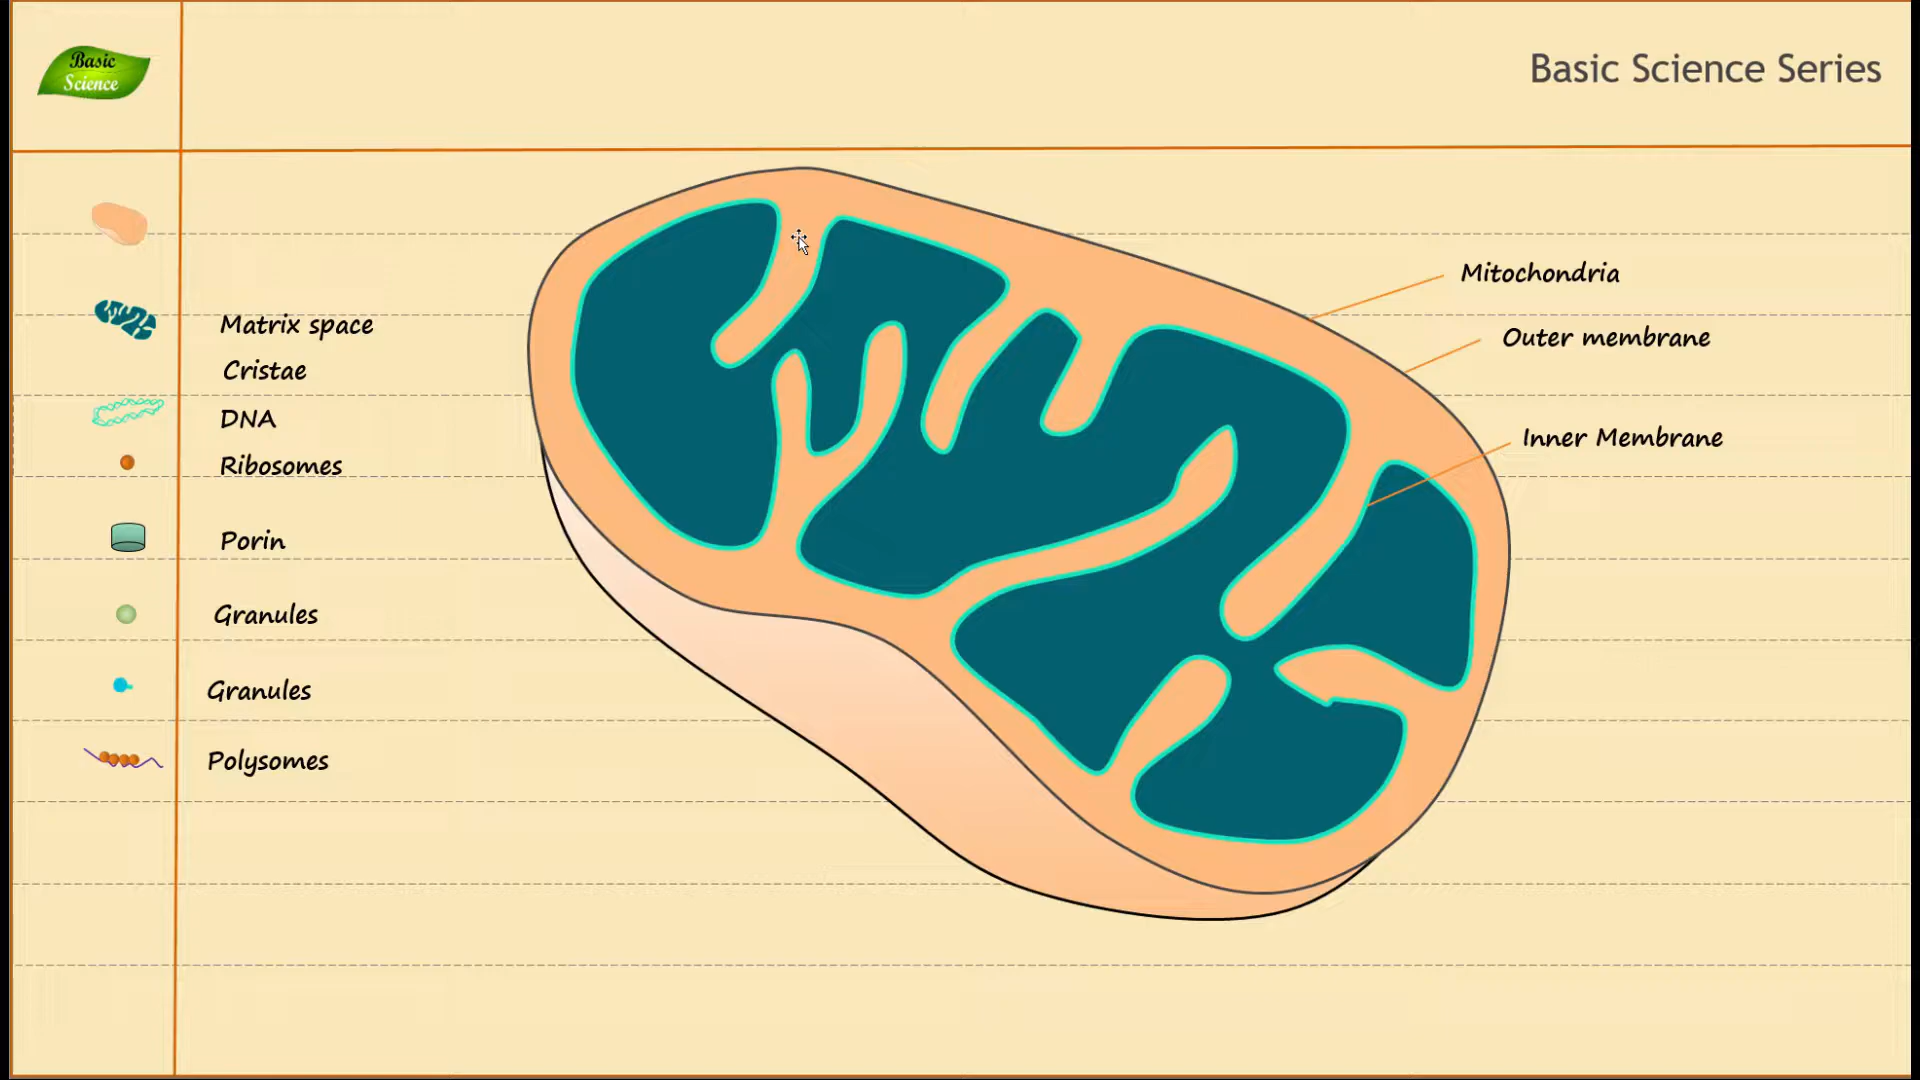 Basic
Science
Basic Science Series
Mitochondria
Outer membrane
Inner Membrane
Matrix space
Cristae
DNA
Ribosomes
Porin
Granules
Granules
Polysomes